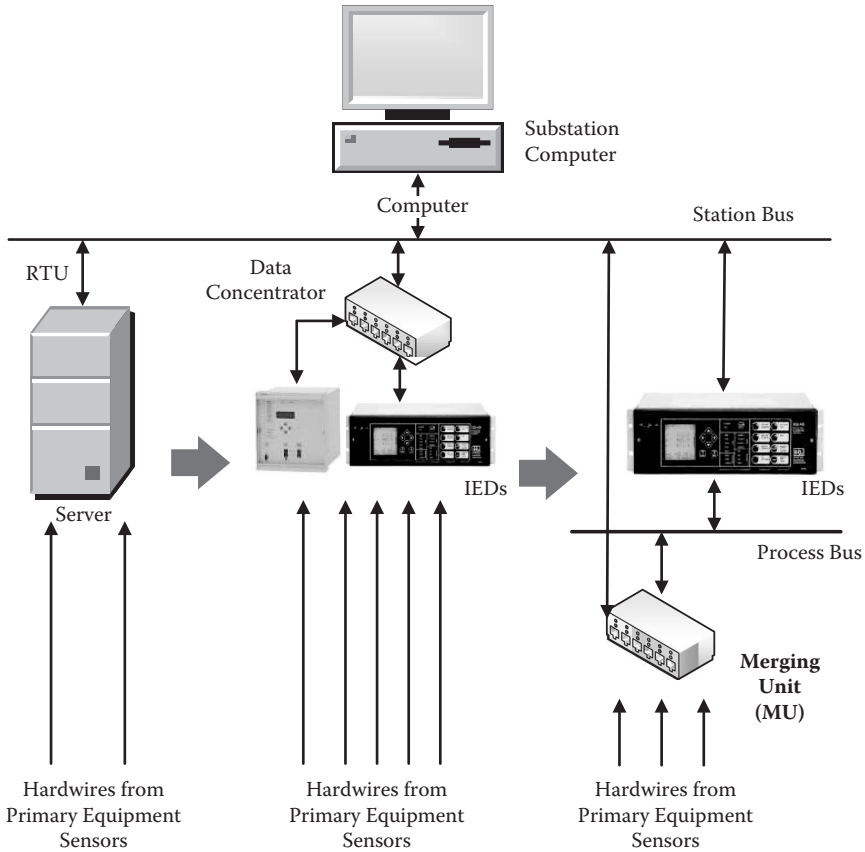 Substation
Computer
Computer
Station Bus
RTU
Data
Concentrator
Server
IEDs
IEDs
Process Bus
Merging
Unit
(MU)
Hardwires from
Primary Equipment
Sensors
Hardwires from
Primary Equipment
Sensors
Hardwires from
Primary Equipment
Sensors